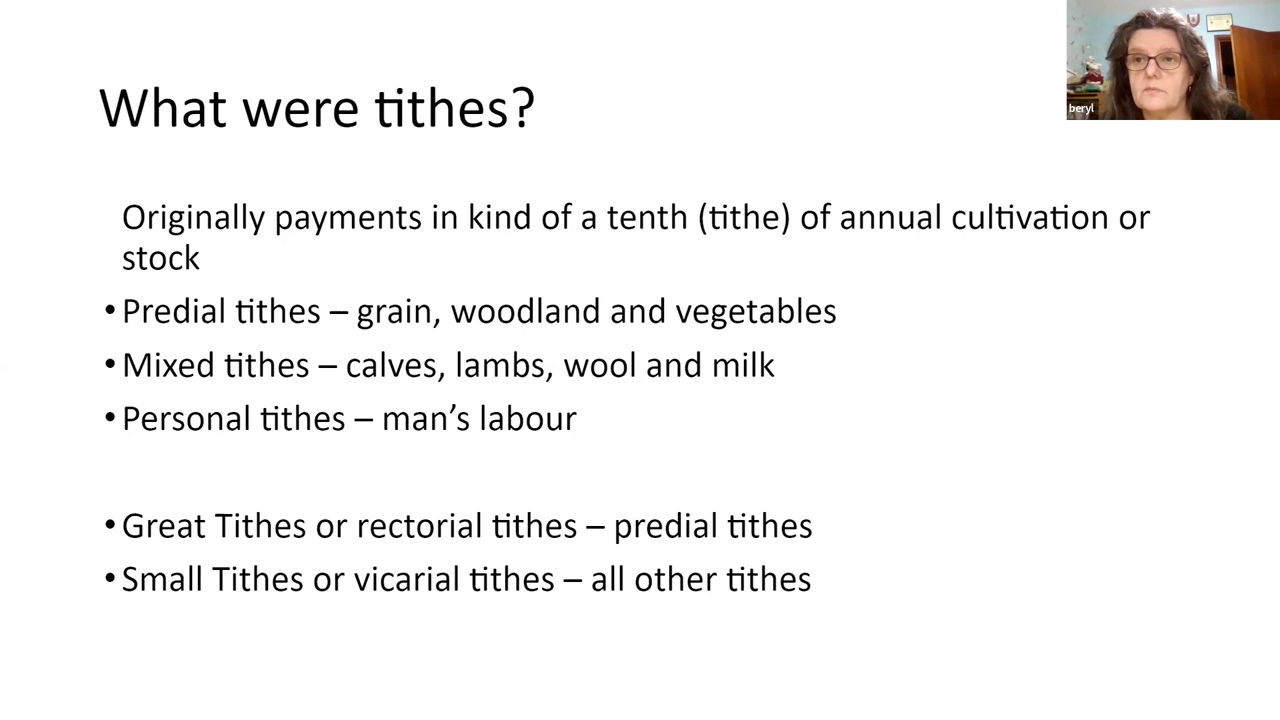 What were tithes?
beryl
Originally payments in kind of a tenth (tithe) of annual cultivation or
stock
• Predial tithes – grain, woodland and vegetables
• Mixed tithes – calves, lambs, wool and milk
• Personal tithes – man’s labour
• Great Tithes or rectorial tithes – predial tithes
• Small Tithes or vicarial tithes – all other tithes